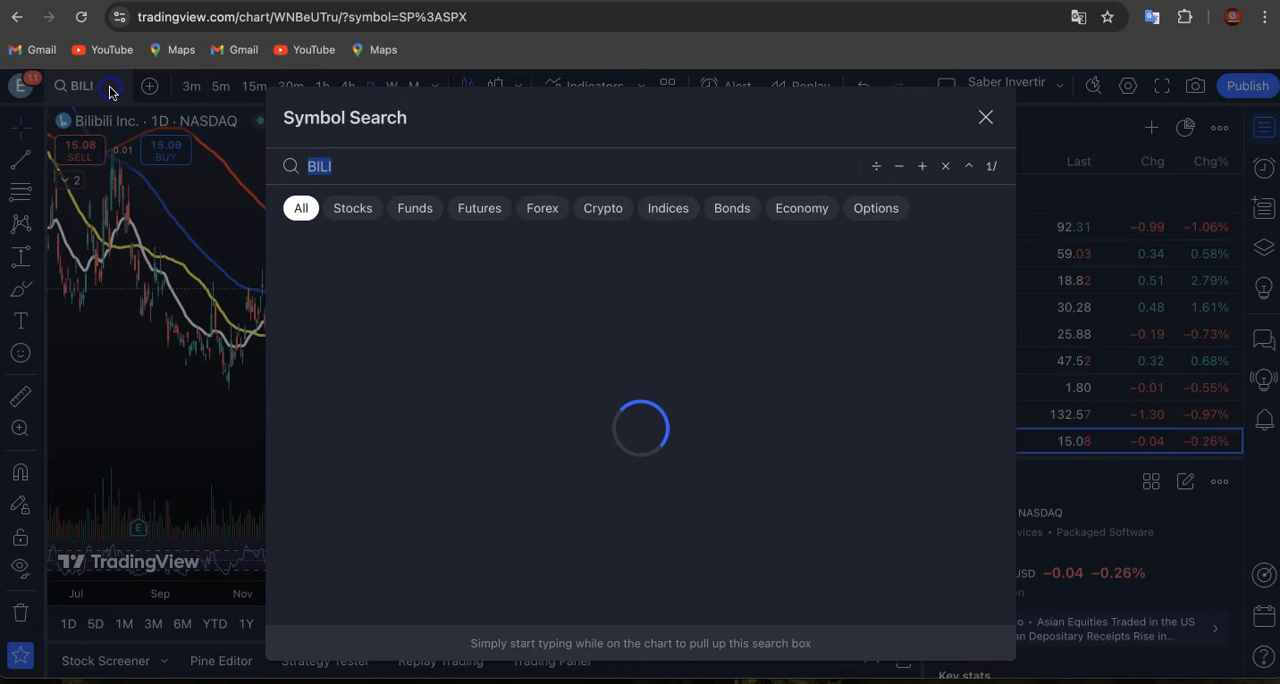 tradingview.com/chart/WNBeUTru/?symbol=SP%3ASPX
Gmail YouTube Maps Gmail YouTube Maps
E 11 BILI 3m 5m 15m 30m 1h 4h D W M Indicators Alert Replay Saber Invertir Publish
Bilibili Inc. · 1D · NASDAQ
15.08 SELL 0.01 15.09 BUY
2
Symbol Search
BILI 1/
All Stocks Funds Futures Forex Crypto Indices Bonds Economy Options
Last Chg Chg%
92.31 −0.99 −1.06%
59.03 0.34 0.58%
18.82 0.51 2.79%
30.28 0.48 1.61%
25.88 −0.19 −0.73%
47.52 0.32 0.68%
1.80 −0.01 −0.55%
132.57 −1.30 −0.97%
15.08 −0.04 −0.26%
NASDAQ
vices • Packaged Software
E
TradingView
USD −0.04 −0.26%
Jul Sep Nov
1D 5D 1M 3M 6M YTD 1Y
o • Asian Equities Traded in the US
an Depositary Receipts Rise in...
Simply start typing while on the chart to pull up this search box
Stock Screener Pine Editor Strategy Tester Replay Trading Trading Panel
Key stats